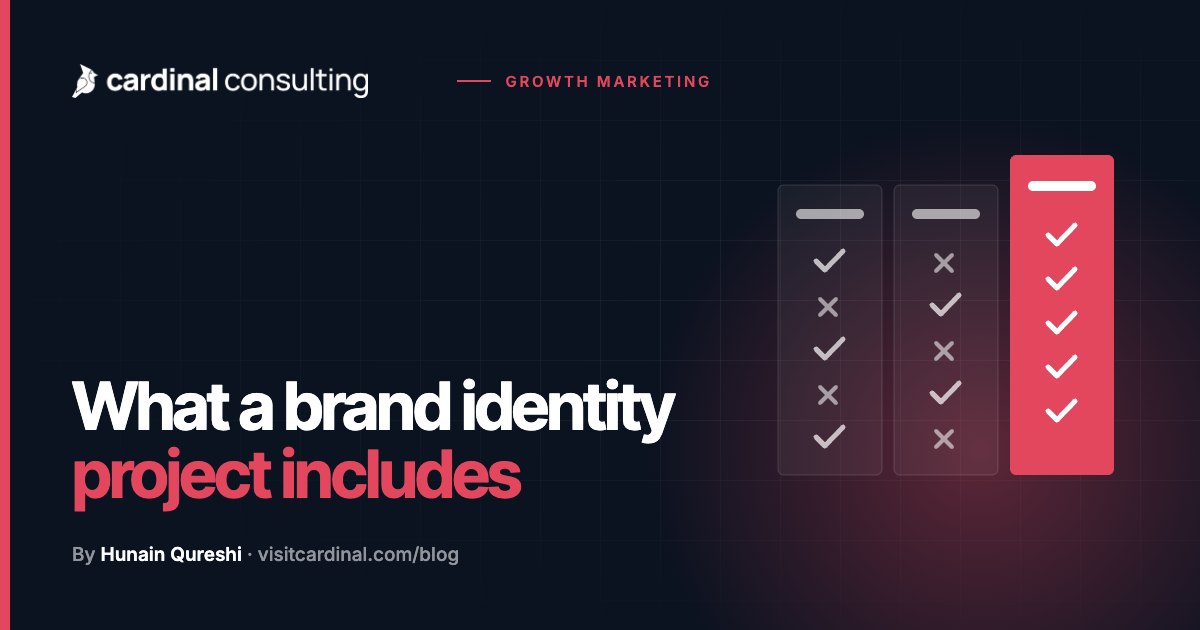 cardinal consulting
GROWTH MARKETING
What a brand identity
project includes
By Hunain Qureshi · visitcardinal.com/blog